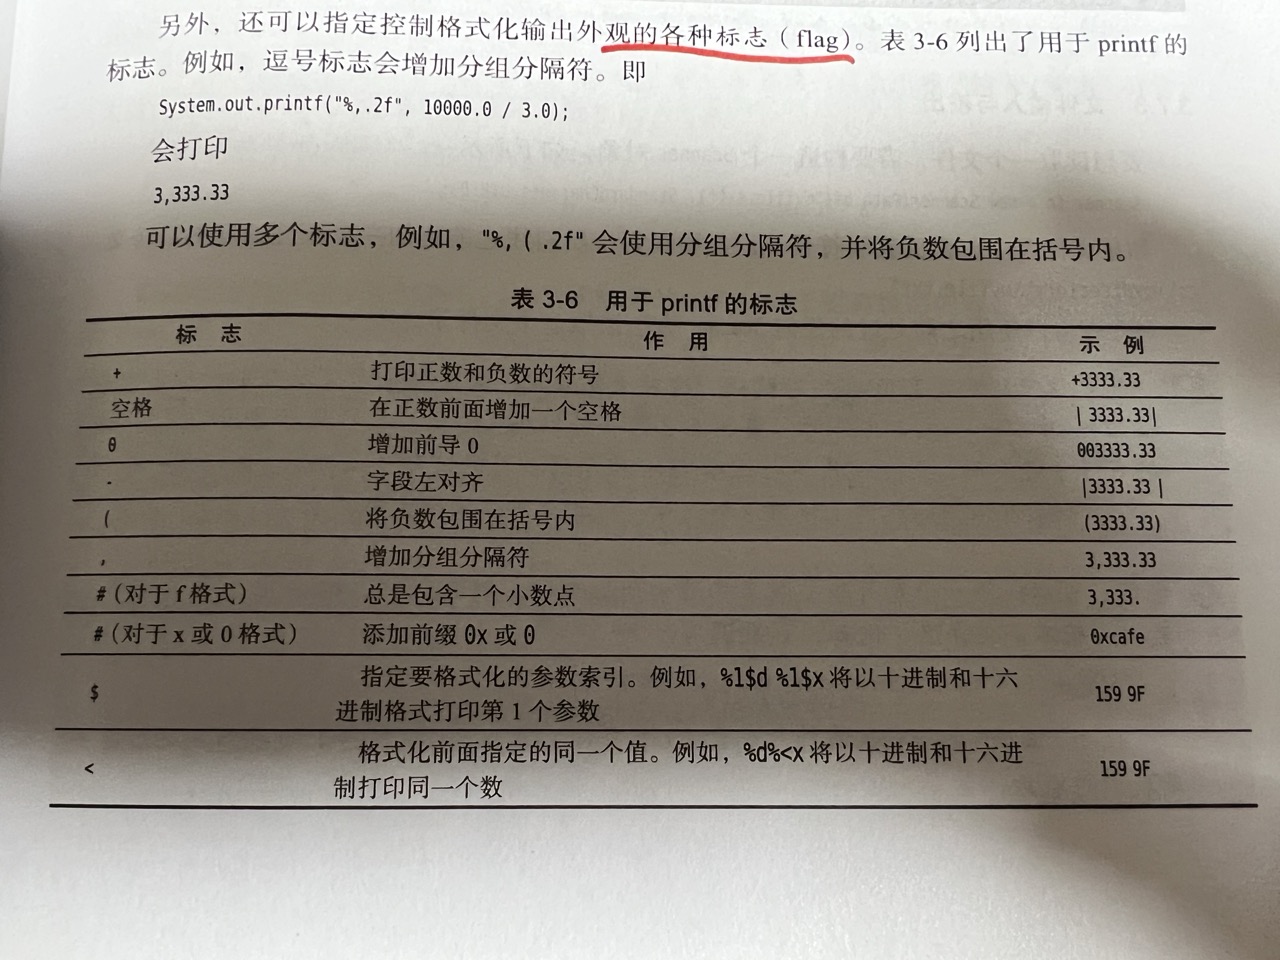 另外，还可以指定控制格式化输出外观的各种标志（flag）。表 3-6 列出了用于 printf 的
标志。例如，逗号标志会增加分组分隔符。即
System.out.printf("%,.2f", 10000.0 / 3.0);
会打印
3,333.33
可以使用多个标志，例如，"%, ( .2f" 会使用分组分隔符，并将负数包围在括号内。
表 3-6 用于 printf 的标志
标 志 作 用 示 例
+ 打印正数和负数的符号 +3333.33
空格 在正数前面增加一个空格 | 3333.33|
0 增加前导 0 003333.33
- 字段左对齐 |3333.33 |
( 将负数包围在括号内 (3333.33)
, 增加分组分隔符 3,333.33
# (对于 f 格式) 总是包含一个小数点 3,333.
# (对于 x 或 0 格式) 添加前缀 0x 或 0 0xcafe
$ 指定要格式化的参数索引。例如，%1$d %1$x 将以十进制和十六
进制格式打印第 1 个参数 159 9F
< 格式化前面指定的同一个值。例如，%d%<x 将以十进制和十六进
制打印同一个数 159 9F